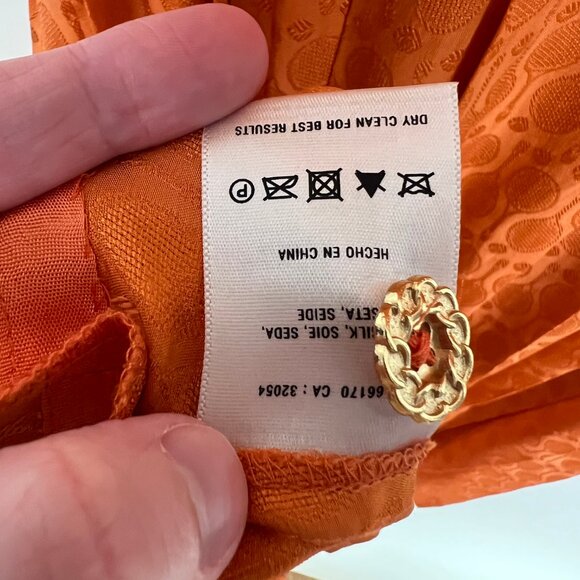 66170 CA : 32054
SILK, SOIE, SEDA,
SETA, SEIDE
HECHO EN CHINA
P
DRY CLEAN FOR BEST RESULTS